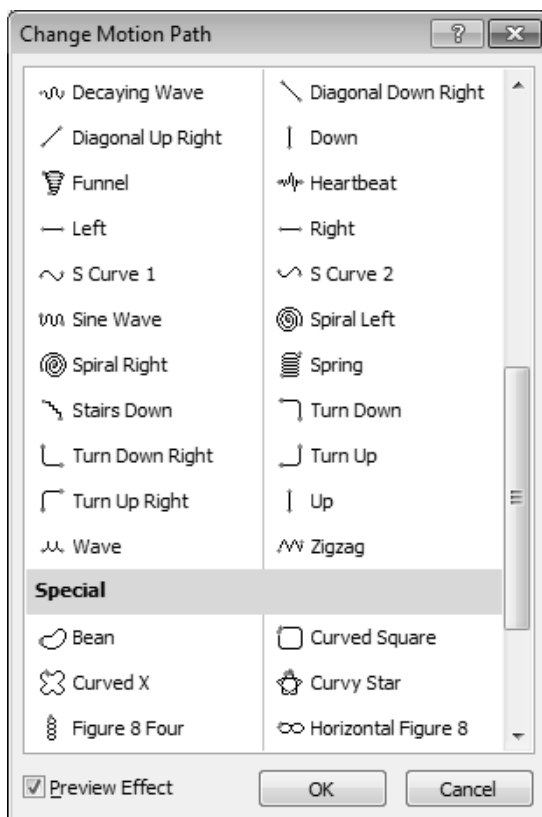 Change Motion Path
Decaying Wave Diagonal Down Right
Diagonal Up Right Down
Funnel Heartbeat
Left Right
S Curve 1 S Curve 2
Sine Wave Spiral Left
Spiral Right Spring
Stairs Down Turn Down
Turn Down Right Turn Up
Turn Up Right Up
Wave Zigzag
Special
Bean Curved Square
Curved X Curvy Star
Figure 8 Four Horizontal Figure 8
Preview Effect OK Cancel